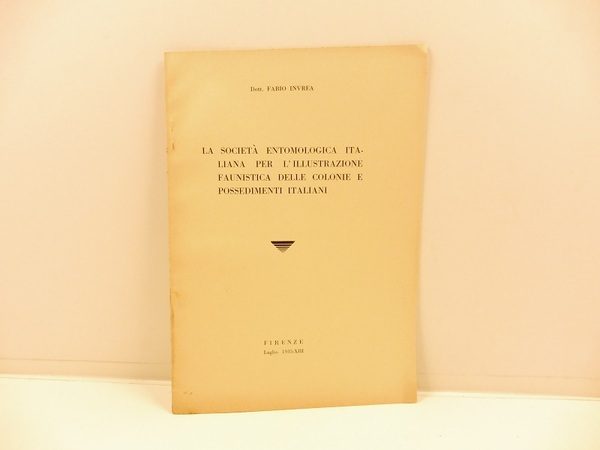 Dott. FABIO INVREA
LA SOCIETÀ ENTOMOLOGICA ITA-
LIANA PER L'ILLUSTRAZIONE
FAUNISTICA DELLE COLONIE E
POSSEDIMENTI ITALIANI
FIRENZE
Luglio 1935-XIII